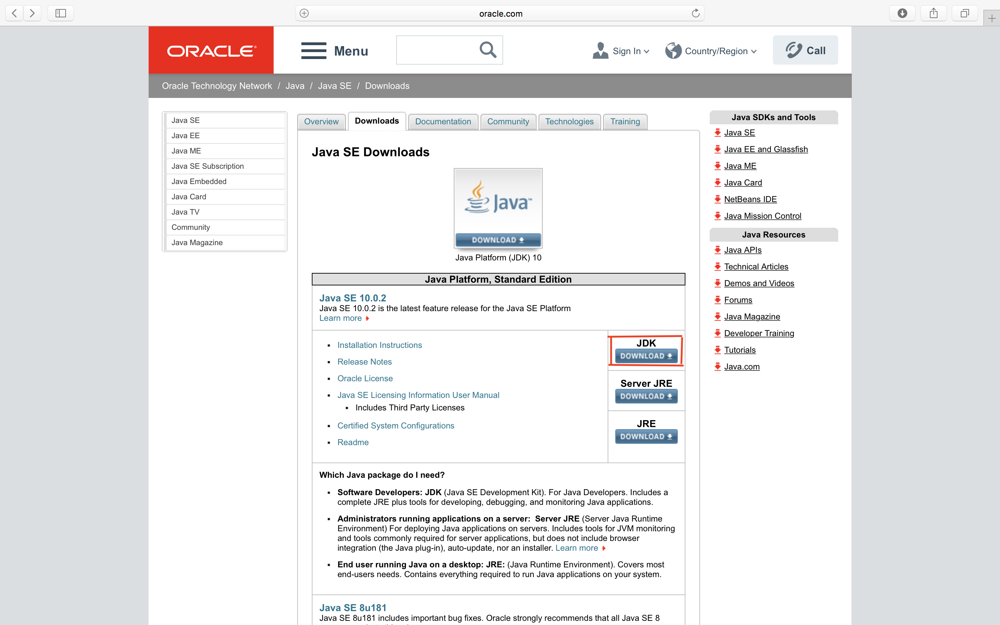 oracle.com
ORACLE®
Menu
Sign In
Country/Region
Call
Oracle Technology Network / Java / Java SE / Downloads
Java SE
Java EE
Java ME
Java SE Subscription
Java Embedded
Java Card
Java TV
Community
Java Magazine
Overview
Downloads
Documentation
Community
Technologies
Training
Java SE Downloads
Java™
DOWNLOAD
Java Platform (JDK) 10
Java Platform, Standard Edition
Java SE 10.0.2
Java SE 10.0.2 is the latest feature release for the Java SE Platform
Learn more
Installation Instructions
Release Notes
Oracle License
Java SE Licensing Information User Manual
Includes Third Party Licenses
Certified System Configurations
Readme
JDK
DOWNLOAD
Server JRE
DOWNLOAD
JRE
DOWNLOAD
Which Java package do I need?
Software Developers: JDK (Java SE Development Kit). For Java Developers. Includes a
complete JRE plus tools for developing, debugging, and monitoring Java applications.
Administrators running applications on a server: Server JRE (Server Java Runtime
Environment) For deploying Java applications on servers. Includes tools for JVM monitoring
and tools commonly required for server applications, but does not include browser
integration (the Java plug-in), auto-update, nor an installer. Learn more
End user running Java on a desktop: JRE: (Java Runtime Environment). Covers most
end-users needs. Contains everything required to run Java applications on your system.
Java SE 8u181
Java SE 8u181 includes important bug fixes. Oracle strongly recommends that all Java SE 8
Java SDKs and Tools
Java SE
Java EE and Glassfish
Java ME
Java Card
NetBeans IDE
Java Mission Control
Java Resources
Java APIs
Technical Articles
Demos and Videos
Forums
Java Magazine
Developer Training
Tutorials
Java.com